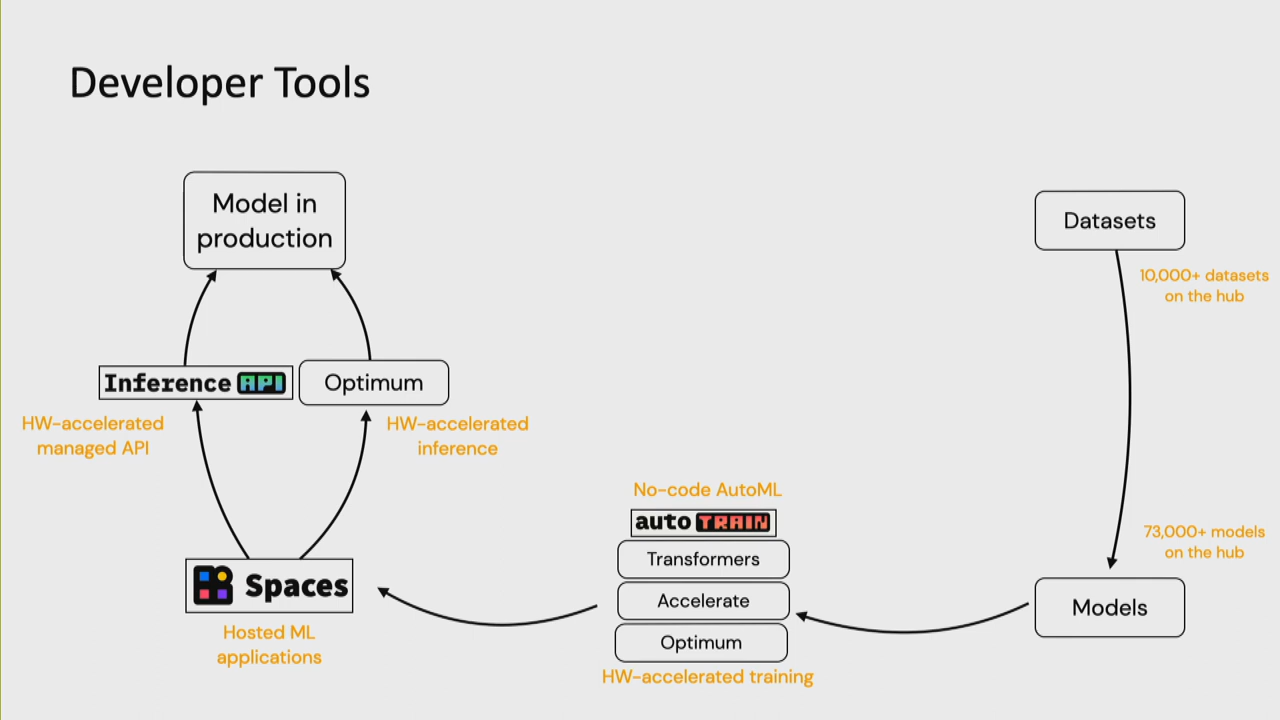 Developer Tools
Model in
production
Datasets
10,000+ datasets
on the hub
Inference API
Optimum
HW-accelerated
managed API
HW-accelerated
inference
No-code AutoML
auto TRAIN
Transformers
Accelerate
Optimum
HW-accelerated training
73,000+ models
on the hub
Models
Spaces
Hosted ML
applications